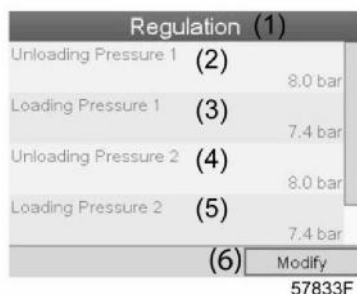 Regulation (1)
Unloading Pressure 1 (2)
8.0 bar
Loading Pressure 1 (3)
7.4 bar
Unloading Pressure 2 (4)
8.0 bar
Loading Pressure 2 (5)
7.4 bar
(6) Modify
57833F